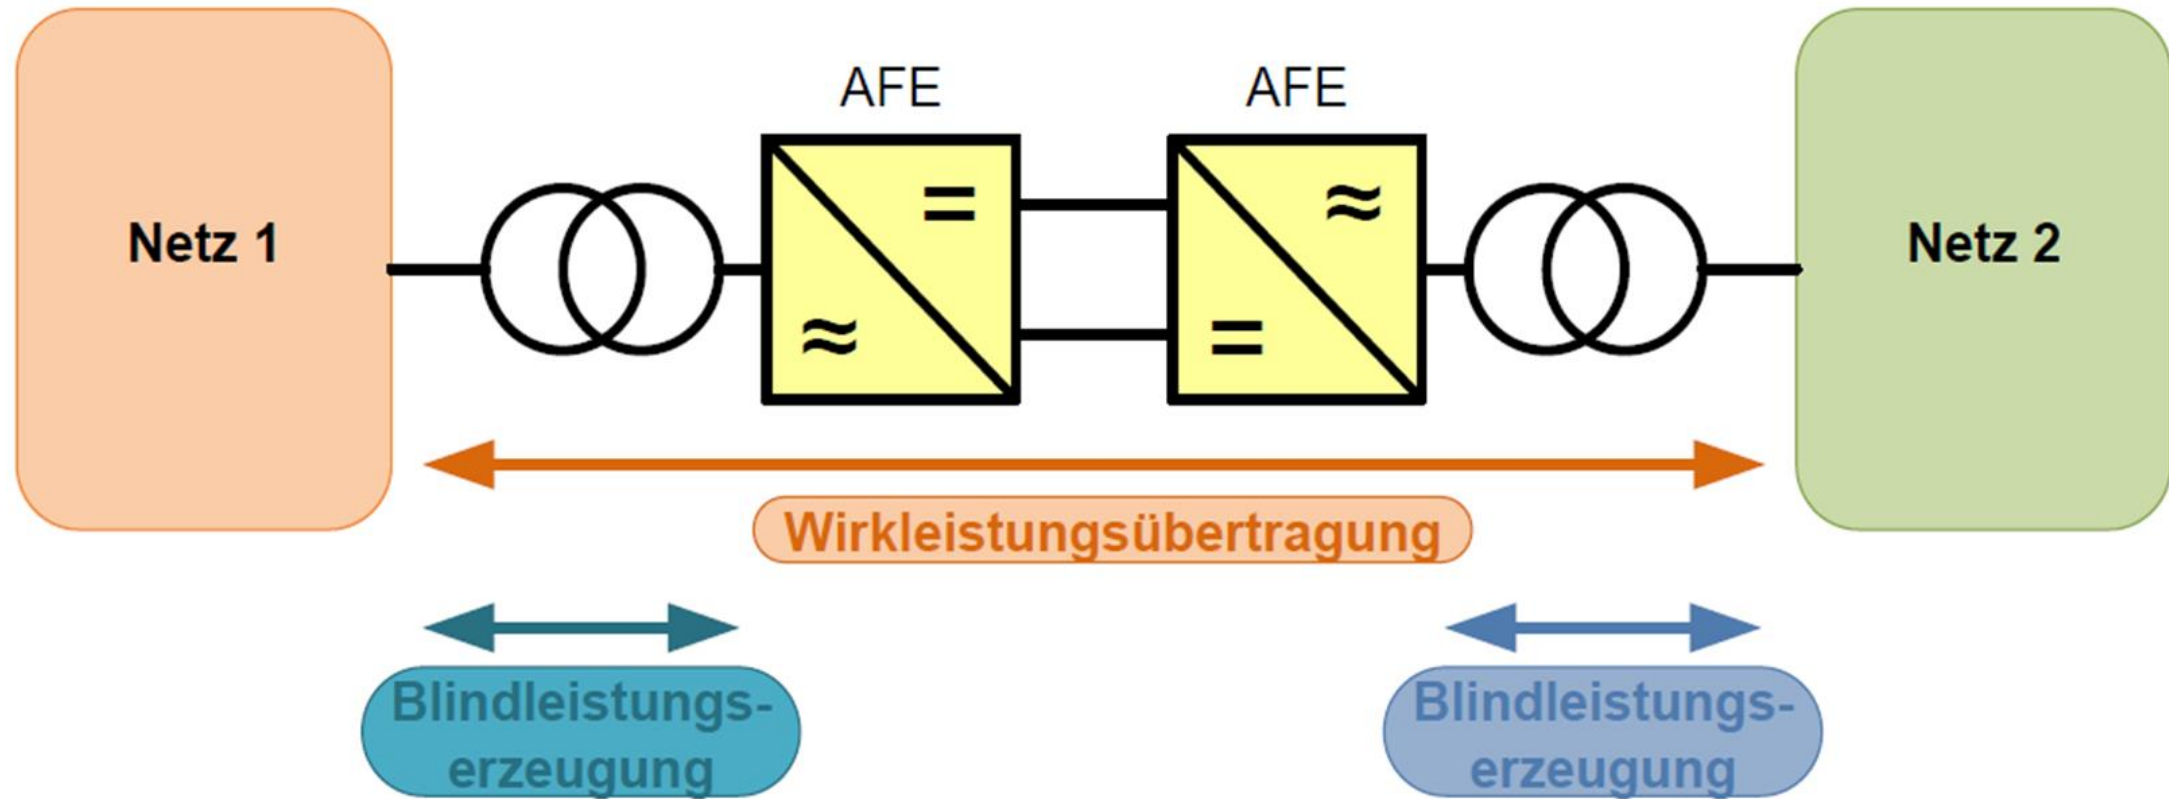 AFE
AFE
Netz 1
=
≈
≈
=
Netz 2
Wirkleistungsübertragung
Blindleistungs-
erzeugung
Blindleistungs-
erzeugung